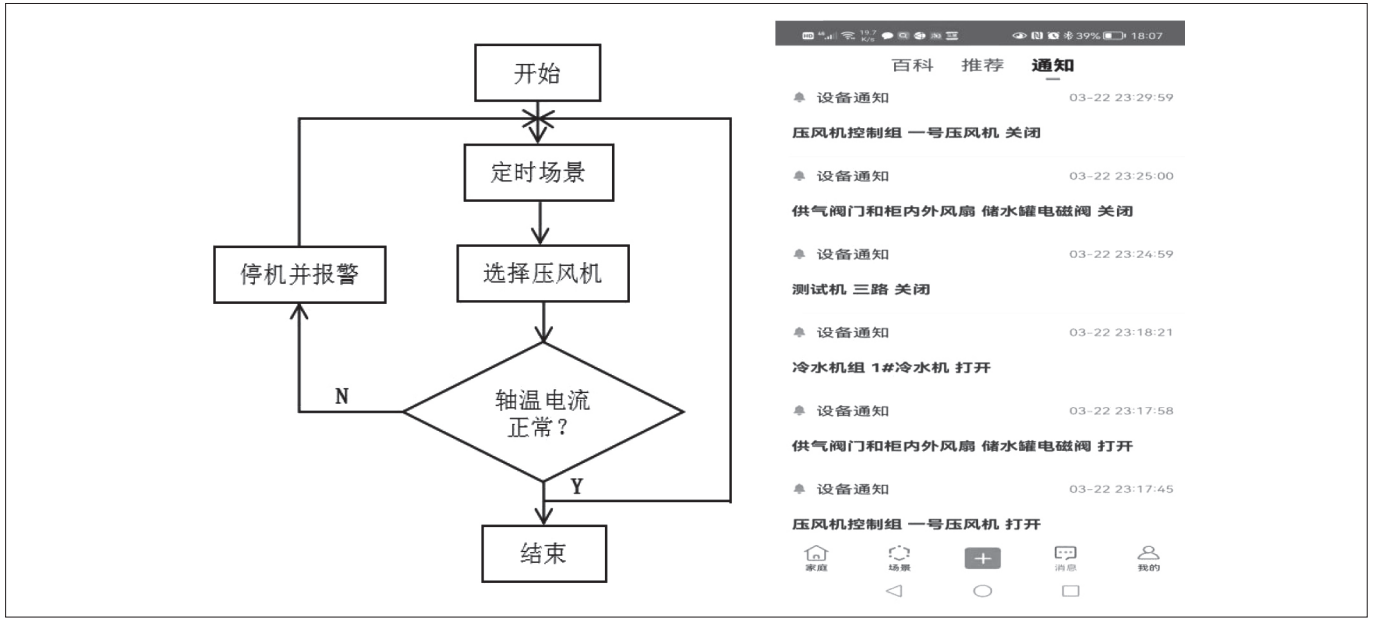 开始
定时场景
选择压风机
停机并报警
轴温电流
正常?
N
Y
结束
19.7
K/s
39%
18:07
百科 推荐 通知
设备通知 03-22 23:29:59
压风机控制组 一号压风机 关闭
设备通知 03-22 23:25:00
供气阀门和柜内外风扇 储水罐电磁阀 关闭
设备通知 03-22 23:24:59
测试机 三路 关闭
设备通知 03-22 23:18:21
冷水机组 1#冷水机 打开
设备通知 03-22 23:17:58
供气阀门和柜内外风扇 储水罐电磁阀 打开
设备通知 03-22 23:17:45
压风机控制组 一号压风机 打开
家庭 场景 消息 我的